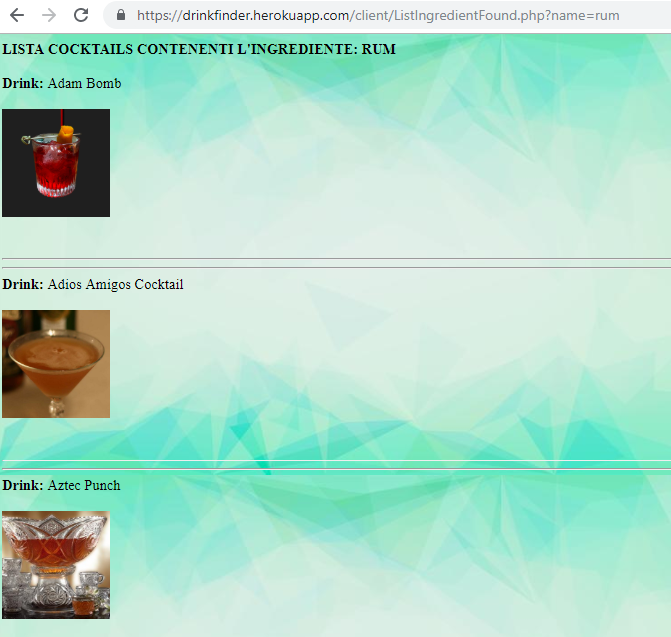 https://drinkfinder.herokuapp.com/client/ListIngredientFound.php?name=rum
LISTA COCKTAILS CONTENENTI L'INGREDIENTE: RUM
Drink: Adam Bomb
Drink: Adios Amigos Cocktail
Drink: Aztec Punch